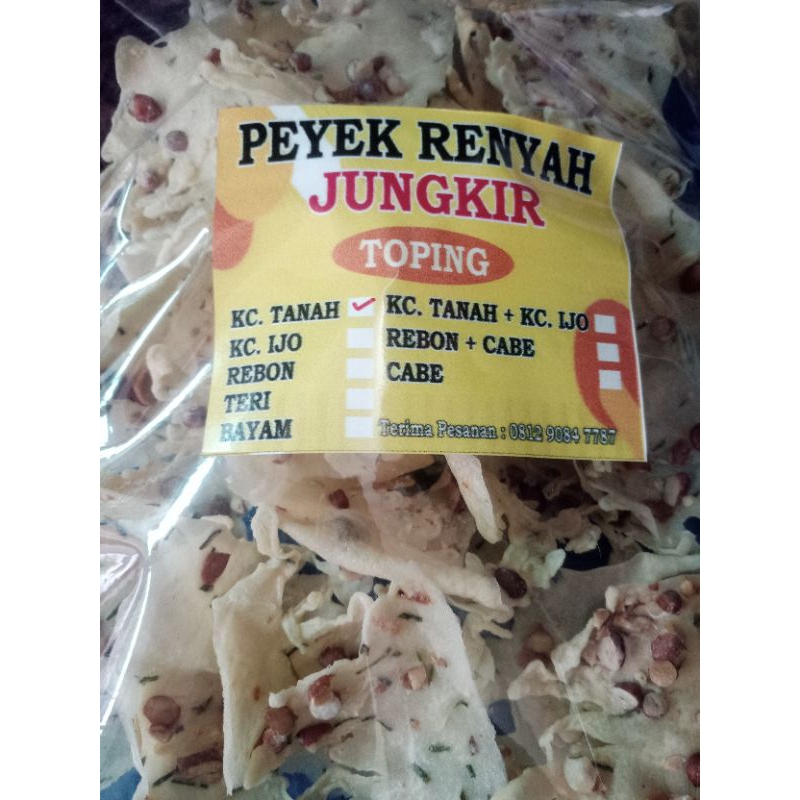 PEYEK RENYAH
JUNGKIR
TOPING
KC. TANAH
KC. IJO
REBON
TERI
BAYAM
KC. TANAH + KC. IJO
REBON + CABE
CABE
Terima Pesanan : 0812 9084 7787